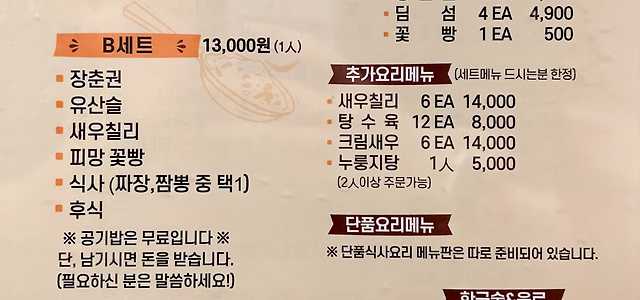 B세트 13,000원 (1人)
장춘권
유산슬
새우칠리
피망 꽃빵
식사 (짜장,짬뽕 중 택1)
후식
※ 공기밥은 무료입니다 ※
단, 남기시면 돈을 받습니다.
(필요하신 분은 말씀하세요!)
딤 섬 4 EA 4,900
꽃 빵 1 EA 500
추가요리메뉴 (세트메뉴 드시는분 한정)
새우칠리 6 EA 14,000
탕 수 육 12 EA 8,000
크림새우 6 EA 14,000
누룽지탕 1人 5,000
(2人이상 주문가능)
단품요리메뉴
※ 단품식사요리 메뉴판은 따로 준비되어 있습니다.